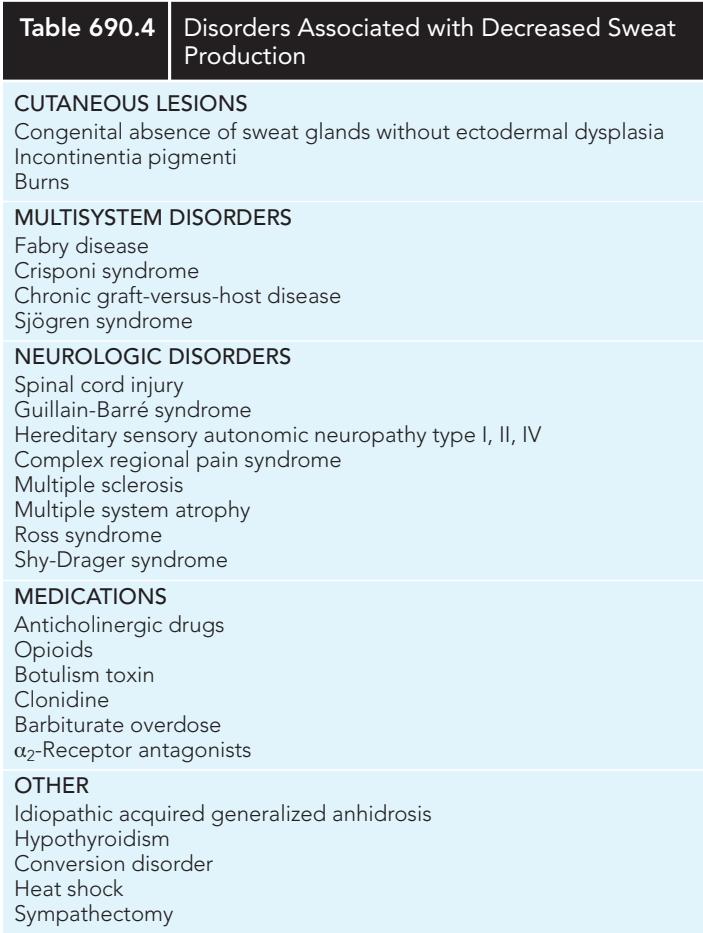 Table 690.4
Disorders Associated with Decreased Sweat
Production
CUTANEOUS LESIONS
Congenital absence of sweat glands without ectodermal dysplasia
Incontinentia pigmenti
Burns
MULTISYSTEM DISORDERS
Fabry disease
Crisponi syndrome
Chronic graft-versus-host disease
Sjögren syndrome
NEUROLOGIC DISORDERS
Spinal cord injury
Guillain-Barré syndrome
Hereditary sensory autonomic neuropathy type I, II, IV
Complex regional pain syndrome
Multiple sclerosis
Multiple system atrophy
Ross syndrome
Shy-Drager syndrome
MEDICATIONS
Anticholinergic drugs
Opioids
Botulism toxin
Clonidine
Barbiturate overdose
α₂-Receptor antagonists
OTHER
Idiopathic acquired generalized anhidrosis
Hypothyroidism
Conversion disorder
Heat shock
Sympathectomy